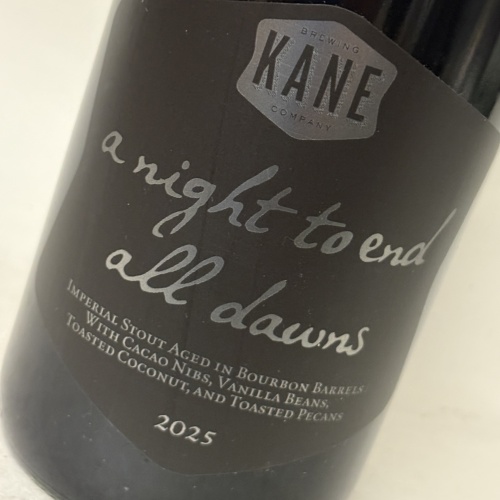 BREWING
KANE
COMPANY
a night to end
all dawns
Imperial Stout Aged in Bourbon Barrels
With Cacao Nibs, Vanilla Beans,
Toasted Coconut, and Toasted Pecans
2025